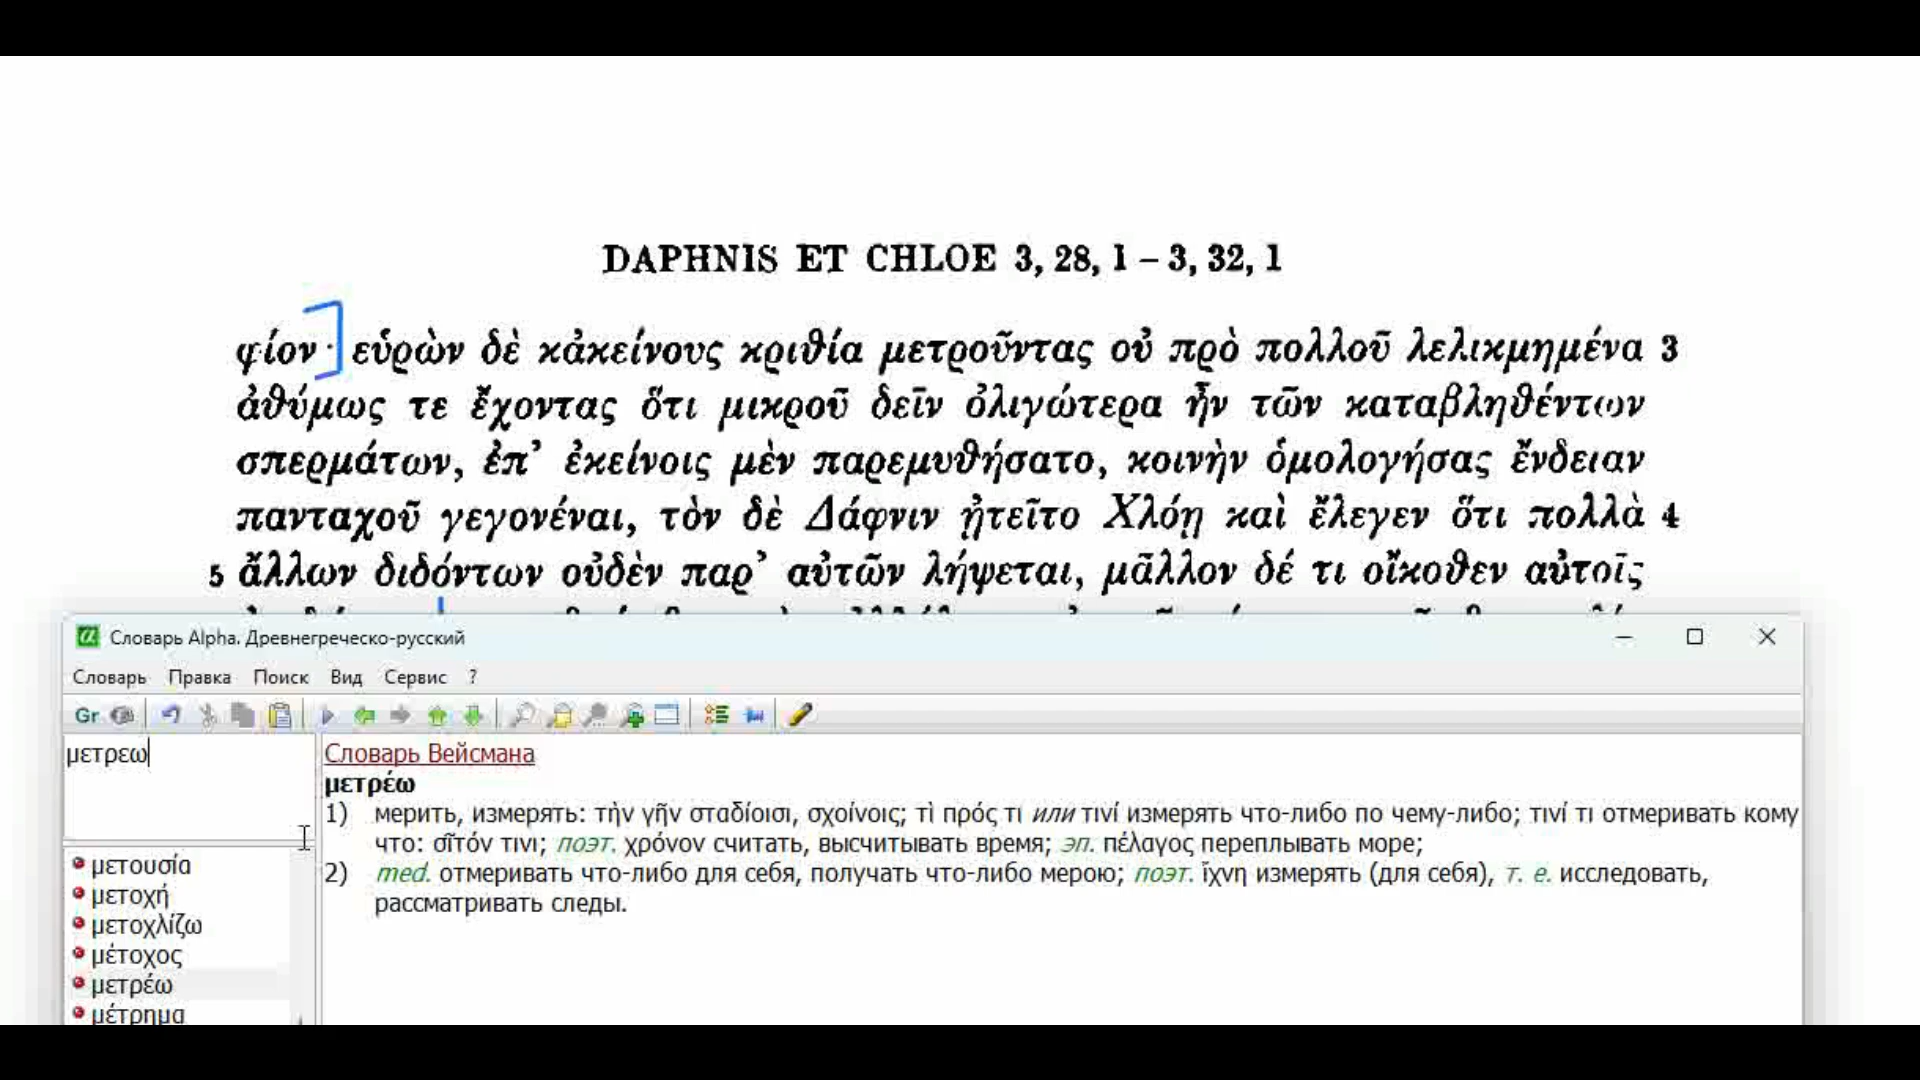 DAPHNIS ET CHLOE 3, 28, 1 – 3, 32, 1
φίον· εὑρὼν δὲ κἀκείνους κριθία μετροῦντας οὐ πρὸ πολλοῦ λελικμημένα 3
ἀθύμως τε ἔχοντας ὅτι μικροῦ δεῖν ὀλιγώτερα ἦν τῶν καταβληθέντων
σπερμάτων, ἐπ’ ἐκείνοις μὲν παρεμυθήσατο, κοινὴν ὁμολογήσας ἔνδειαν
πανταχοῦ γεγονέναι, τὸν δὲ Δάφνιν ᾐτεῖτο Χλόῃ καὶ ἔλεγεν ὅτι πολλὰ 4
5 ἄλλων διδόντων οὐδὲν παρ’ αὐτῶν λήψεται, μᾶλλον δέ τι οἴκοθεν αὐτοῖς
Словарь Alpha. Древнегреческо-русский
Словарь Правка Поиск Вид Сервис ?
Gr
μετρεω
Словарь Вейсмана
μετρέω
1) мерить, измерять: τὴν γῆν σταδίοισι, σχοίνοις; τὶ πρός τι или τινί измерять что-либо по чему-либо; τινί τι отмеривать кому
что: σῖτόν τινι; поэт. χρόνον считать, высчитывать время; эп. πέλαγος переплывать море;
2) med. отмеривать что-либо для себя, получать что-либо мерою; поэт. ἴχνη измерять (для себя), т. е. исследовать,
рассматривать следы.
μετουσία
μετοχή
μετοχλίζω
μέτοχος
μετρέω
μέτρημα